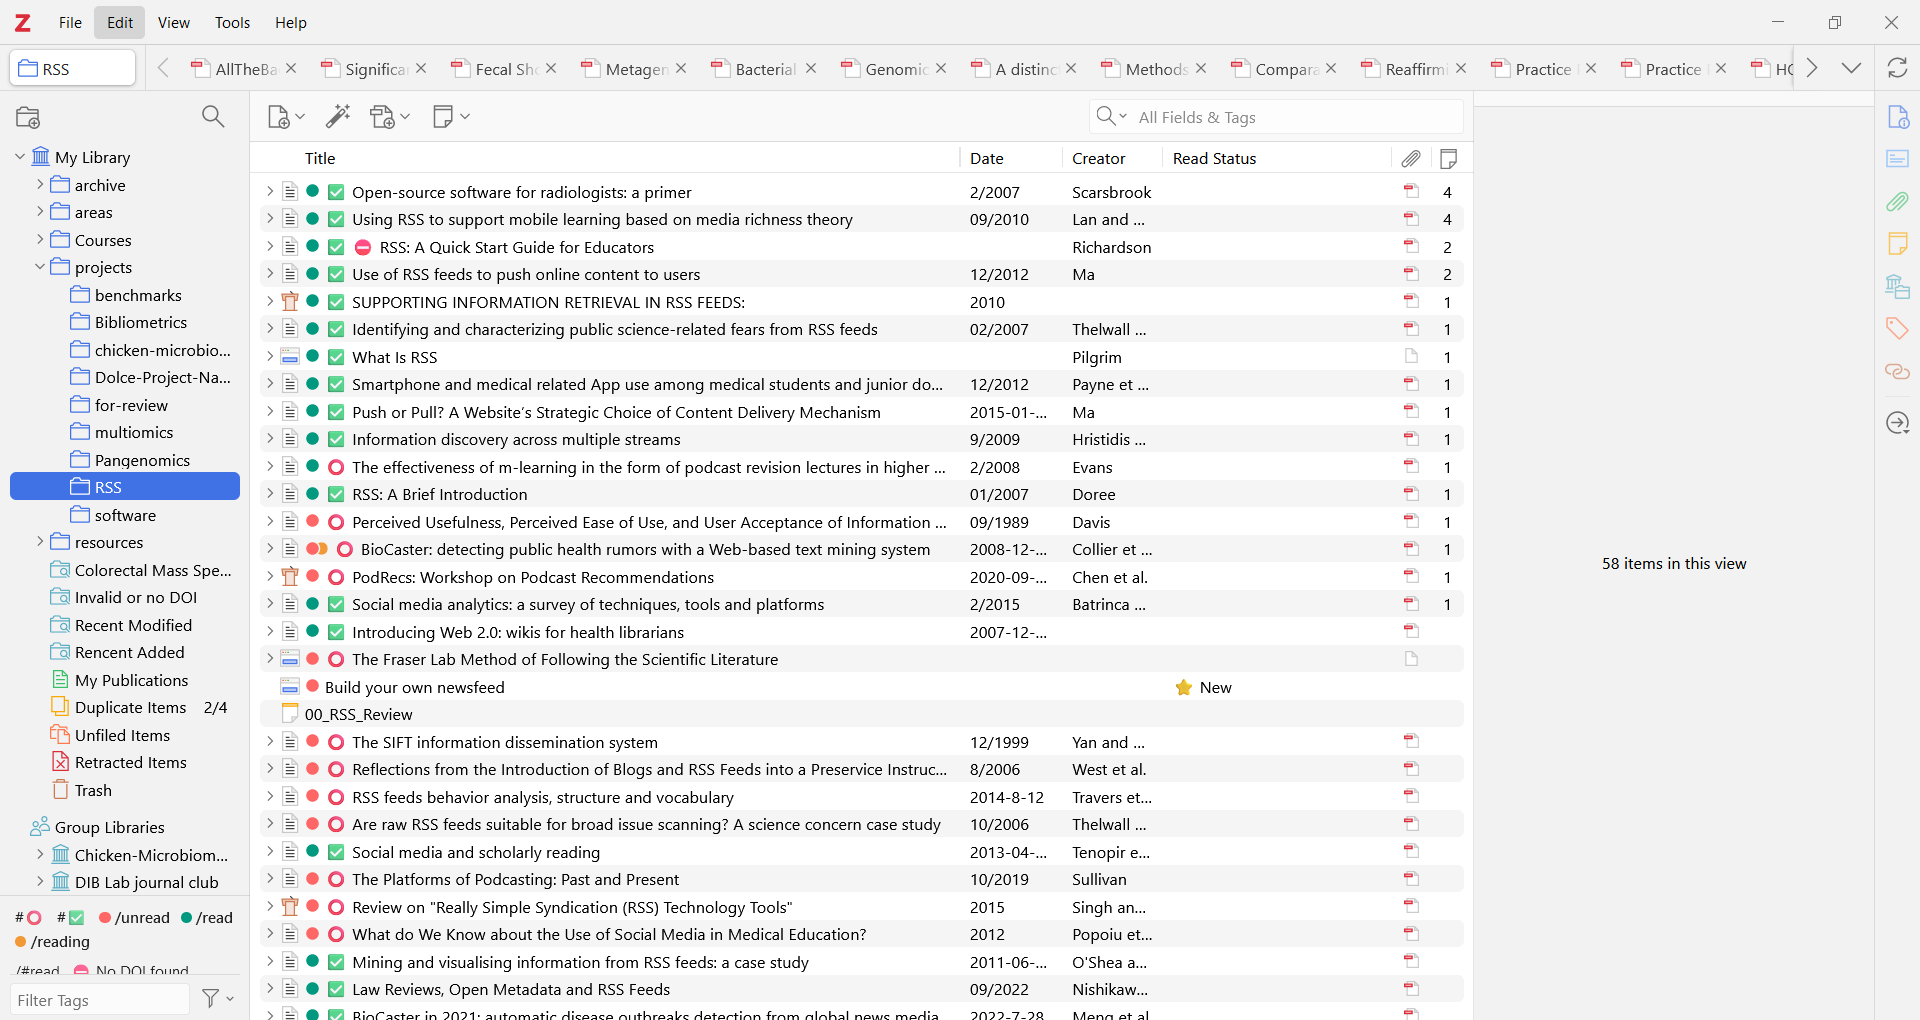 Z File Edit View Tools Help
RSS AllTheBa Significa Fecal Sh Metagen Bacterial Genomic A distinc Methods Compara Reaffirmi Practice Practice HO
All Fields & Tags
Title Date Creator Read Status
My Library
archive
areas
Courses
projects
benchmarks
Bibliometrics
chicken-microbio...
Dolce-Project-Na...
for-review
multiomics
Pangenomics
RSS
software
resources
Colorectal Mass Spe...
Invalid or no DOI
Recent Modified
Rencent Added
My Publications
Duplicate Items 2/4
Unfiled Items
Retracted Items
Trash
Group Libraries
Chicken-Microbiom...
DIB Lab journal club
# # /unread /read
/reading
/#read No DOI found
Filter Tags
Open-source software for radiologists: a primer 2/2007 Scarsbrook 4
Using RSS to support mobile learning based on media richness theory 09/2010 Lan and ... 4
RSS: A Quick Start Guide for Educators Richardson 2
Use of RSS feeds to push online content to users 12/2012 Ma 2
SUPPORTING INFORMATION RETRIEVAL IN RSS FEEDS: 2010 1
Identifying and characterizing public science-related fears from RSS feeds 02/2007 Thelwall ... 1
What Is RSS Pilgrim 1
Smartphone and medical related App use among medical students and junior do... 12/2012 Payne et ... 1
Push or Pull? A Website's Strategic Choice of Content Delivery Mechanism 2015-01-... Ma 1
Information discovery across multiple streams 9/2009 Hristidis ... 1
The effectiveness of m-learning in the form of podcast revision lectures in higher ... 2/2008 Evans 1
RSS: A Brief Introduction 01/2007 Doree 1
Perceived Usefulness, Perceived Ease of Use, and User Acceptance of Information ... 09/1989 Davis 1
BioCaster: detecting public health rumors with a Web-based text mining system 2008-12-... Collier et ... 1
PodRecs: Workshop on Podcast Recommendations 2020-09-... Chen et al. 1
Social media analytics: a survey of techniques, tools and platforms 2/2015 Batrinca ... 1
Introducing Web 2.0: wikis for health librarians 2007-12-...
The Fraser Lab Method of Following the Scientific Literature
Build your own newsfeed New
00_RSS_Review
The SIFT information dissemination system 12/1999 Yan and ...
Reflections from the Introduction of Blogs and RSS Feeds into a Preservice Instruc... 8/2006 West et al.
RSS feeds behavior analysis, structure and vocabulary 2014-8-12 Travers et...
Are raw RSS feeds suitable for broad issue scanning? A science concern case study 10/2006 Thelwall ...
Social media and scholarly reading 2013-04-... Tenopir e...
The Platforms of Podcasting: Past and Present 10/2019 Sullivan
Review on "Really Simple Syndication (RSS) Technology Tools" 2015 Singh an...
What do We Know about the Use of Social Media in Medical Education? 2012 Popoiu et...
Mining and visualising information from RSS feeds: a case study 2011-06-... O'Shea a...
Law Reviews, Open Metadata and RSS Feeds 09/2022 Nishikaw...
BioCaster in 2021: automatic disease outbreaks detection from global news media 2022-7-28 Meng et al.
58 items in this view